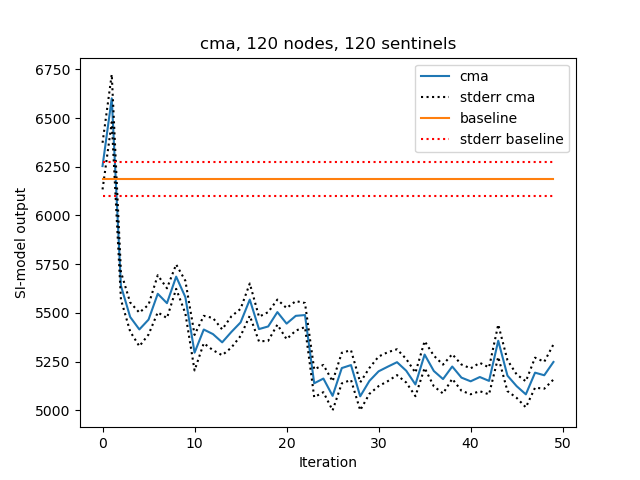 cma, 120 nodes, 120 sentinels
6750
6500
6250
6000
5750
5500
5250
5000
SI-model output
cma
stderr cma
baseline
stderr baseline
0
10
20
30
40
50
Iteration